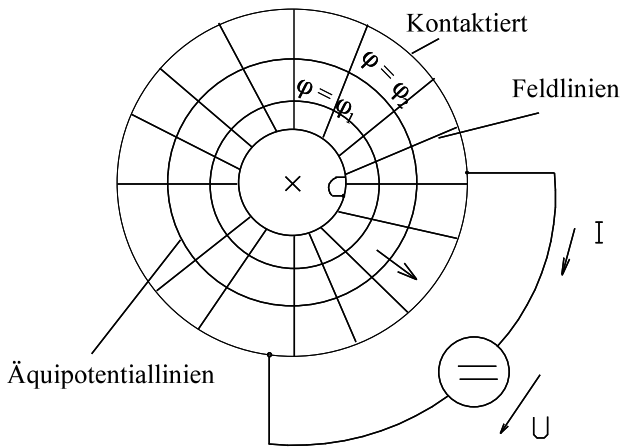 Kontaktiert
φ = φ₂
φ = φ₁
Feldlinien
I
Äquipotentiallinien
U